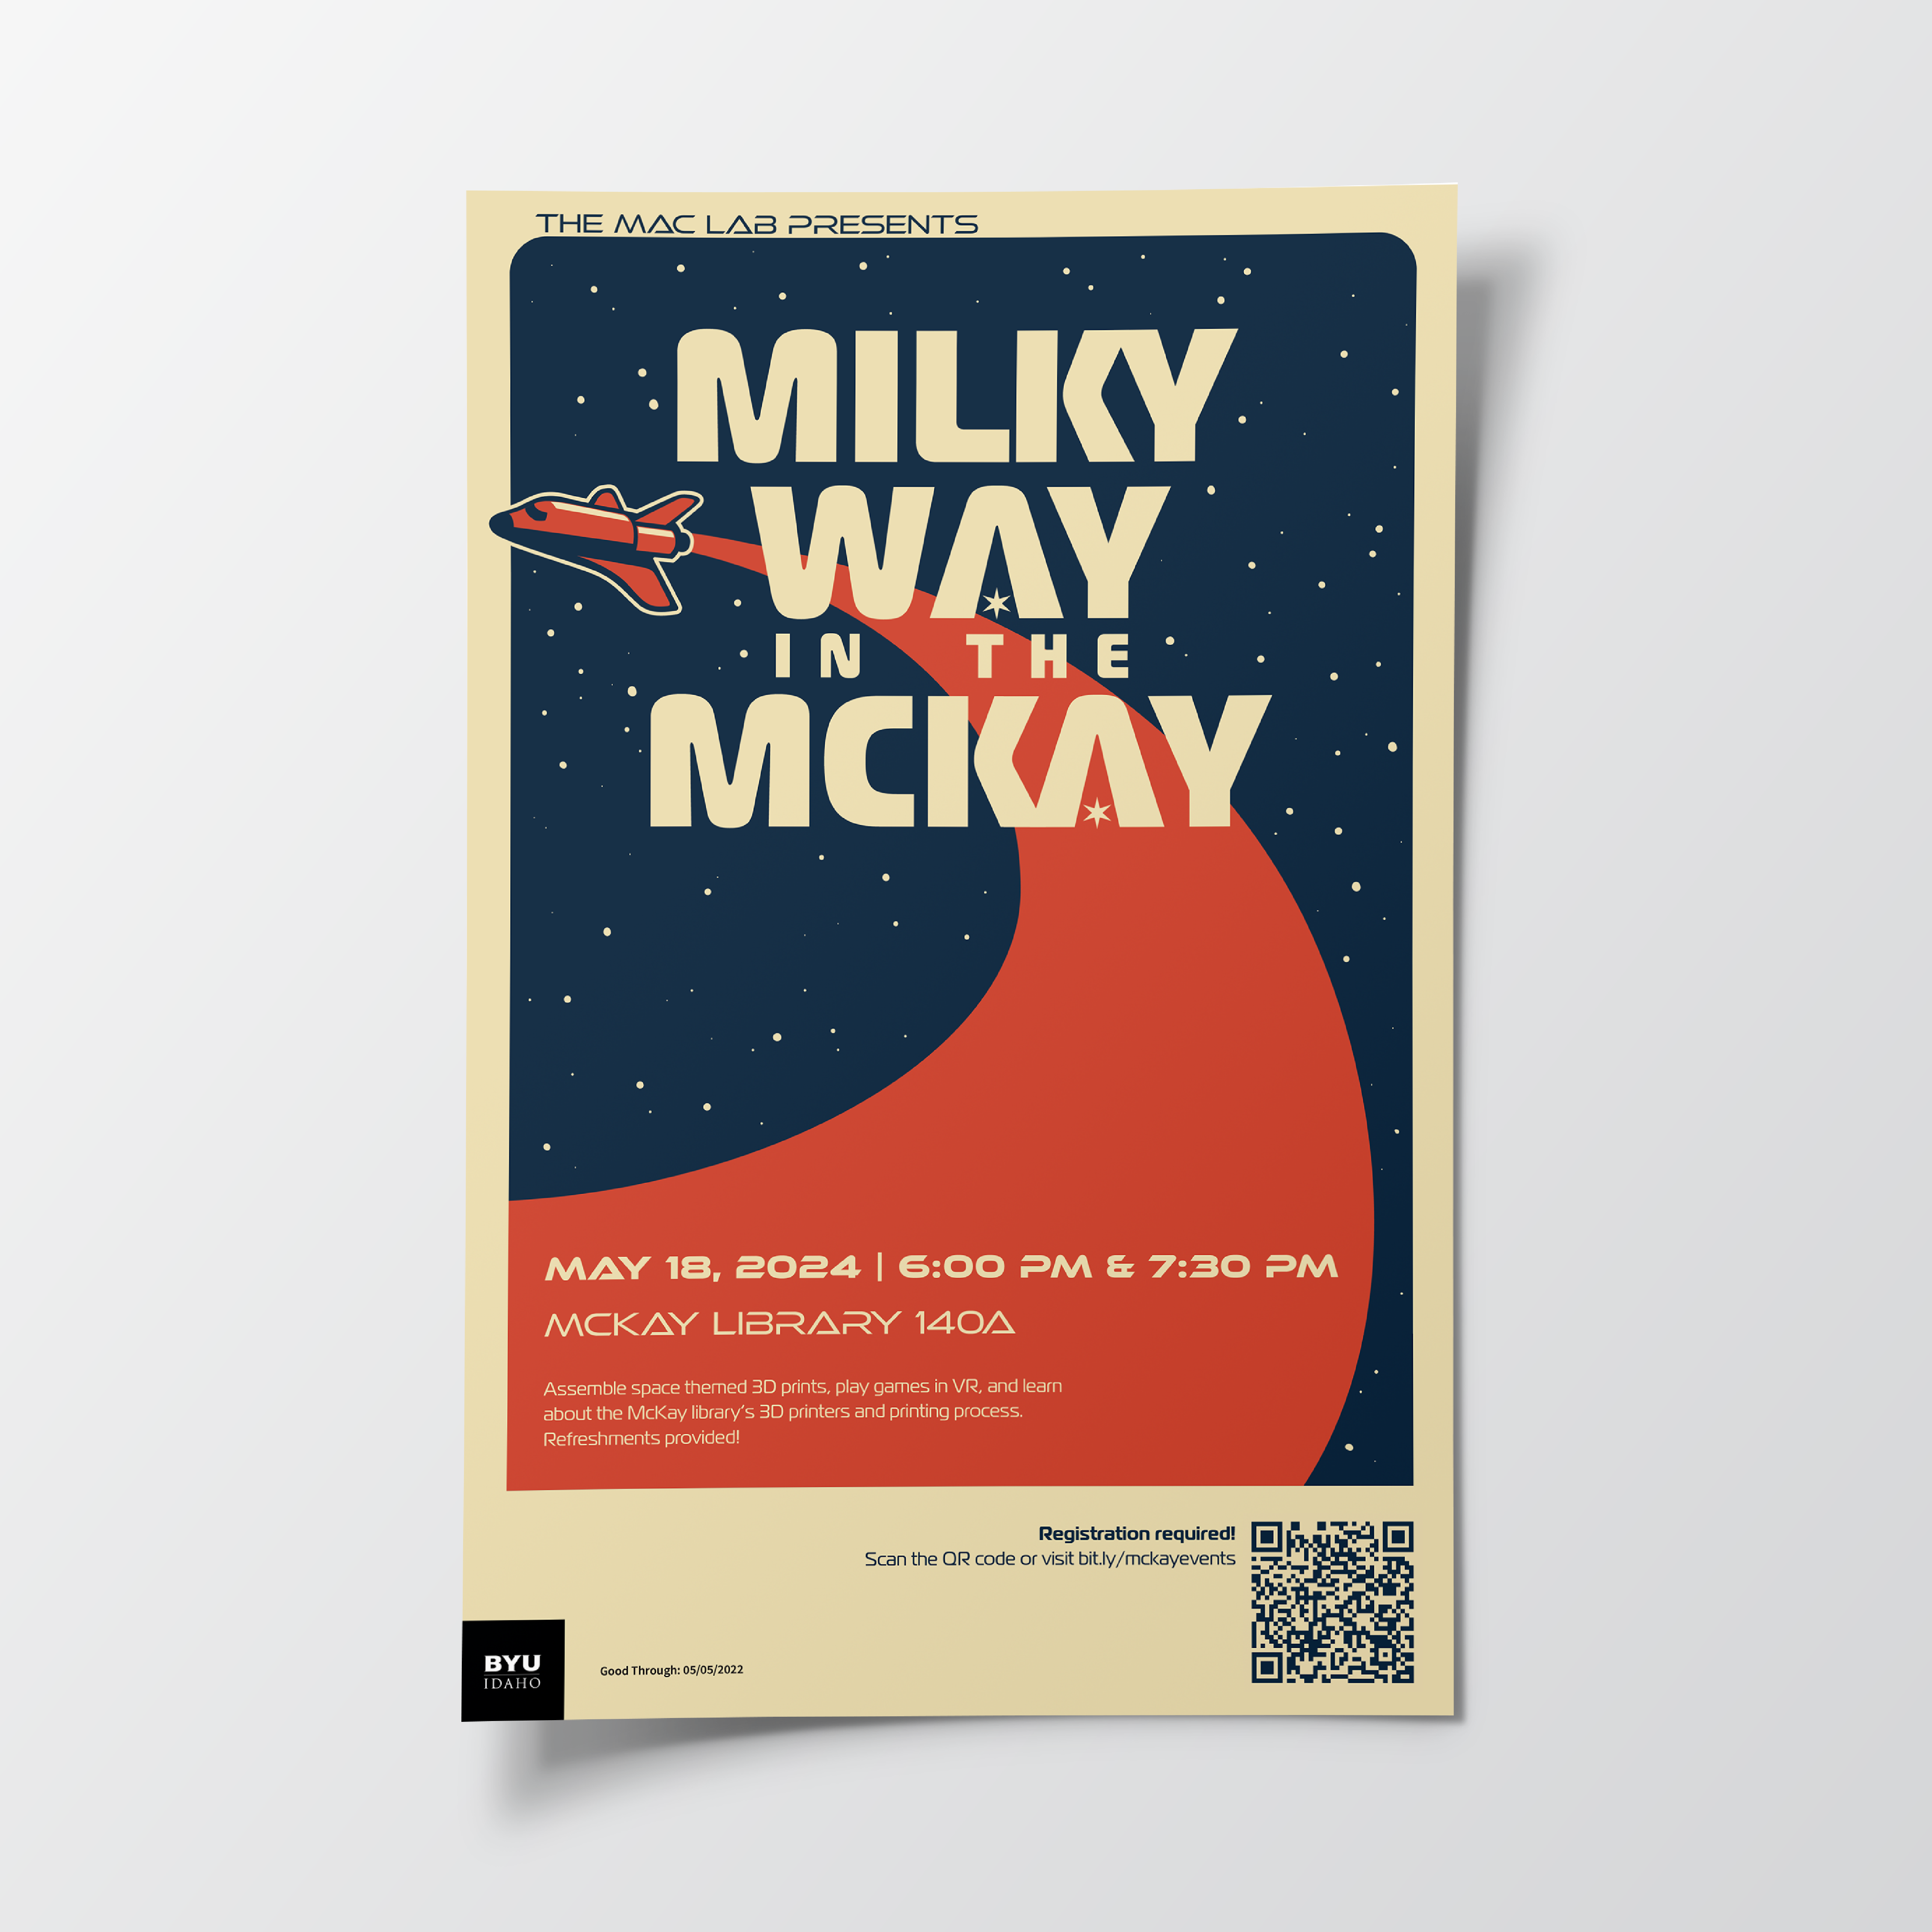 THE MAC LAB PRESENTS
MILKY
WAY
IN THE
MCKAY
MAY 18, 2024 | 6:00 PM & 7:30 PM
MCKAY LIBRARY 140A
Assemble space themed 3D prints, play games in VR, and learn
about the McKay library's 3D printers and printing process.
Refreshments provided!
Registration required!
Scan the QR code or visit bit.ly/mckayevents
BYU
IDAHO
Good Through: 05/05/2022